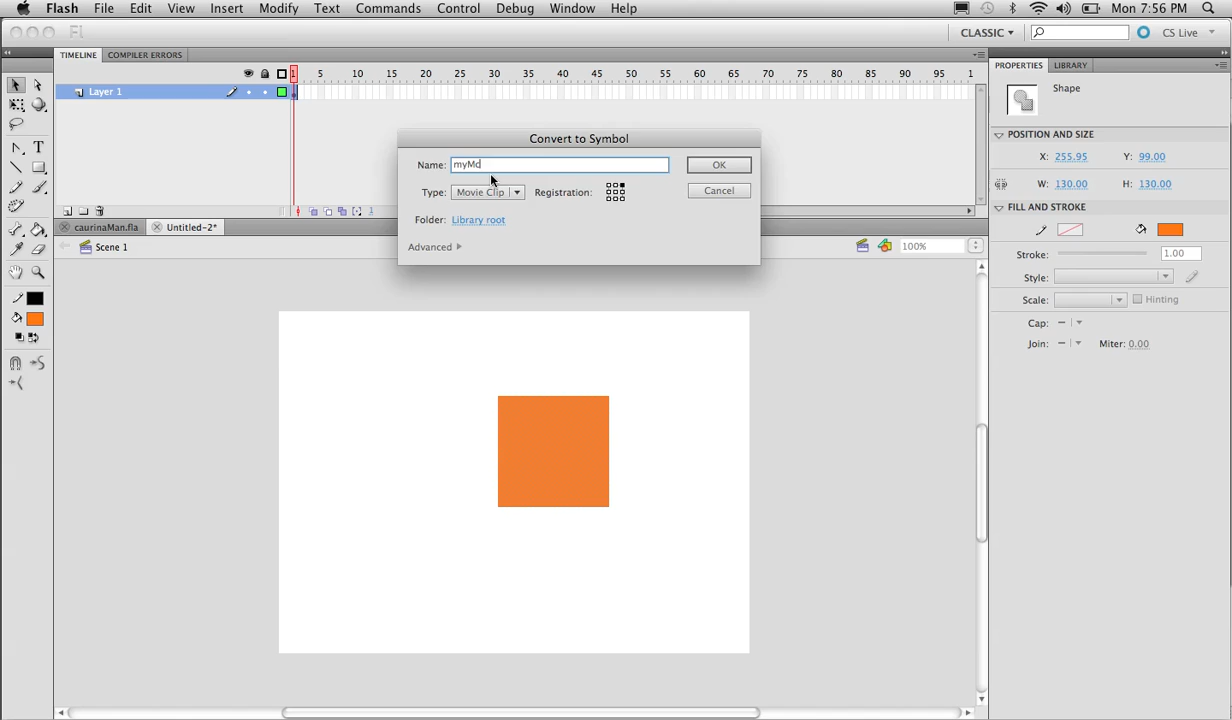 Flash File Edit View Insert Modify Text Commands Control Debug Window Help Mon 7:56 PM
Fl CLASSIC CS Live
TIMELINE COMPILER ERRORS
1 5 10 15 20 25 30 35 40 45 50 55 60 65 70 75 80 85 90 95 1
Layer 1
1
caurinaMan.fla Untitled-2*
Scene 1 100%
Convert to Symbol
Name: myMc OK
Type: Movie Clip Registration: Cancel
Folder: Library root
Advanced
PROPERTIES LIBRARY
Shape
POSITION AND SIZE
X: 255.95 Y: 99.00
W: 130.00 H: 130.00
FILL AND STROKE
Stroke: 1.00
Style:
Scale: Hinting
Cap: —
Join: — Miter: 0.00
T